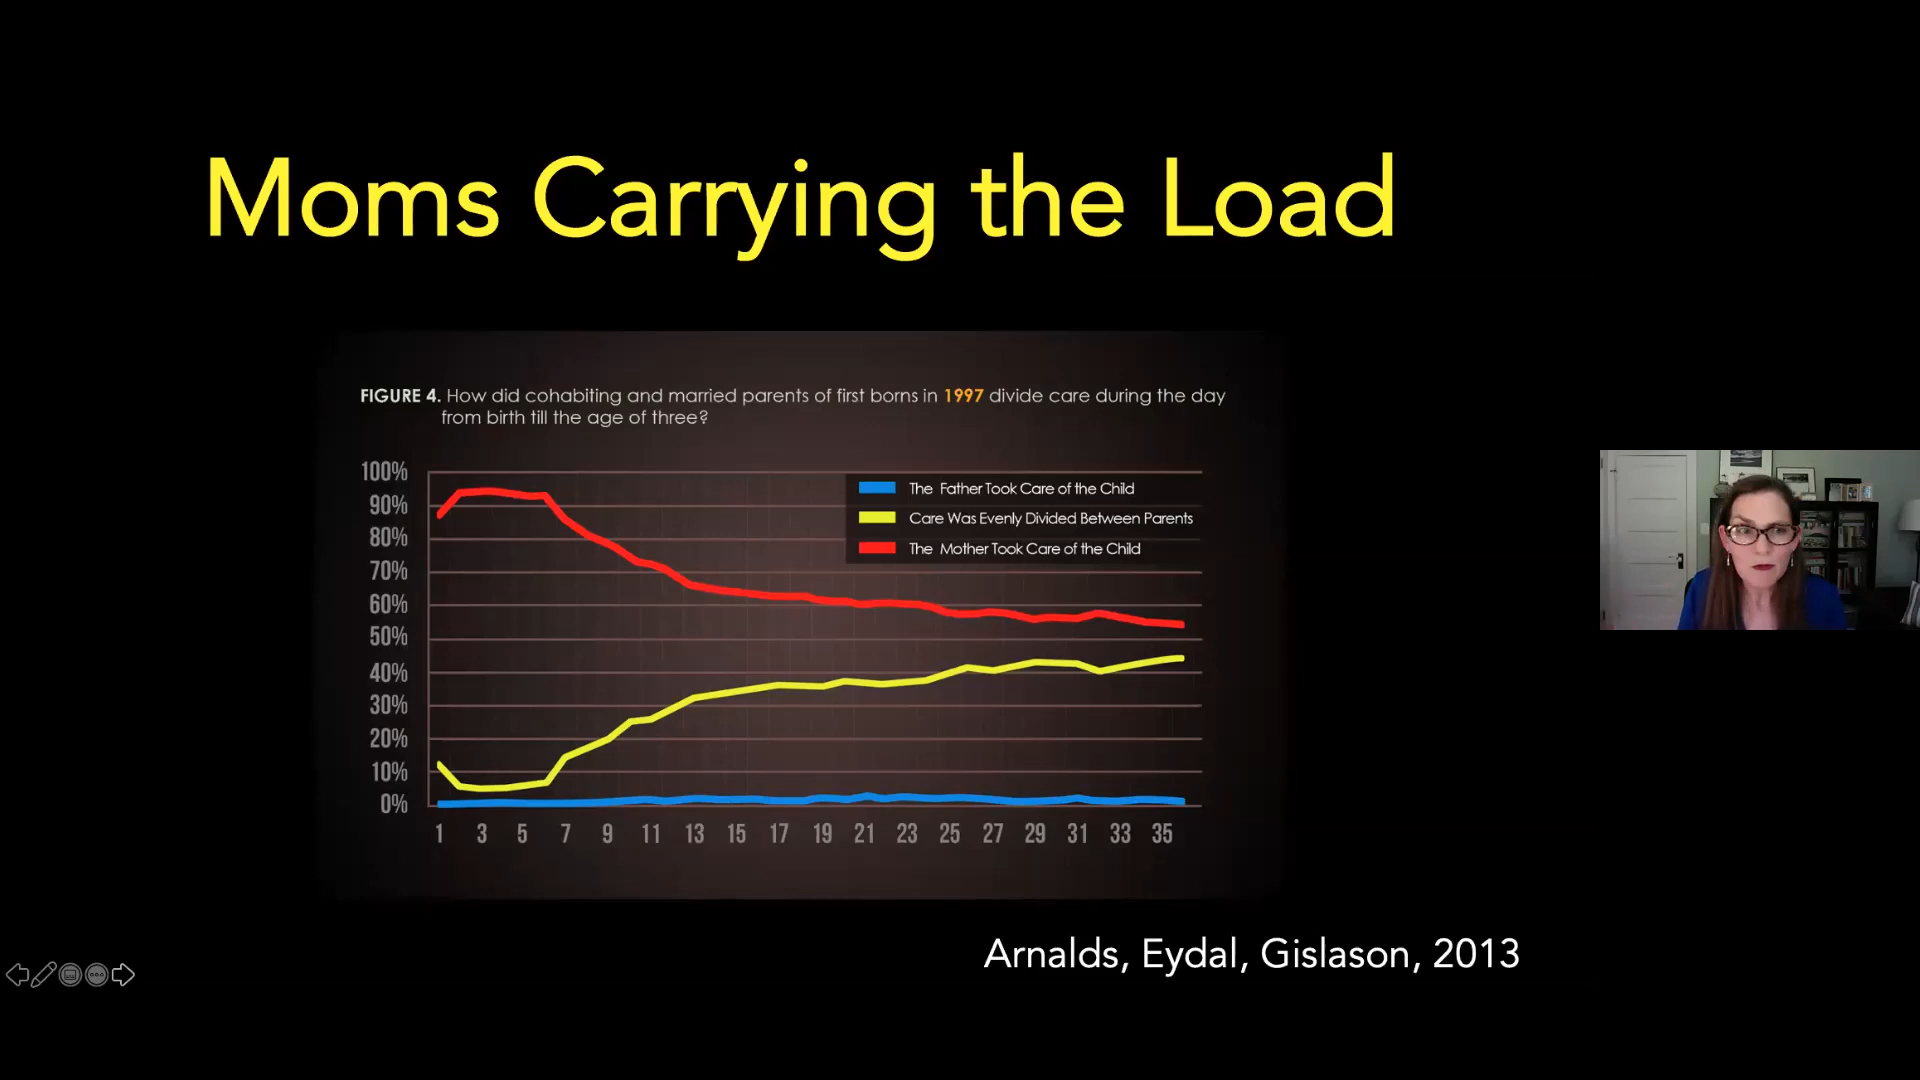 Moms Carrying the Load
FIGURE 4. How did cohabiting and married parents of first borns in 1997 divide care during the day
from birth till the age of three?
100%
90%
80%
70%
60%
50%
40%
30%
20%
10%
0%
The Father Took Care of the Child
Care Was Evenly Divided Between Parents
The Mother Took Care of the Child
1 3 5 7 9 11 13 15 17 19 21 23 25 27 29 31 33 35
Arnalds, Eydal, Gislason, 2013